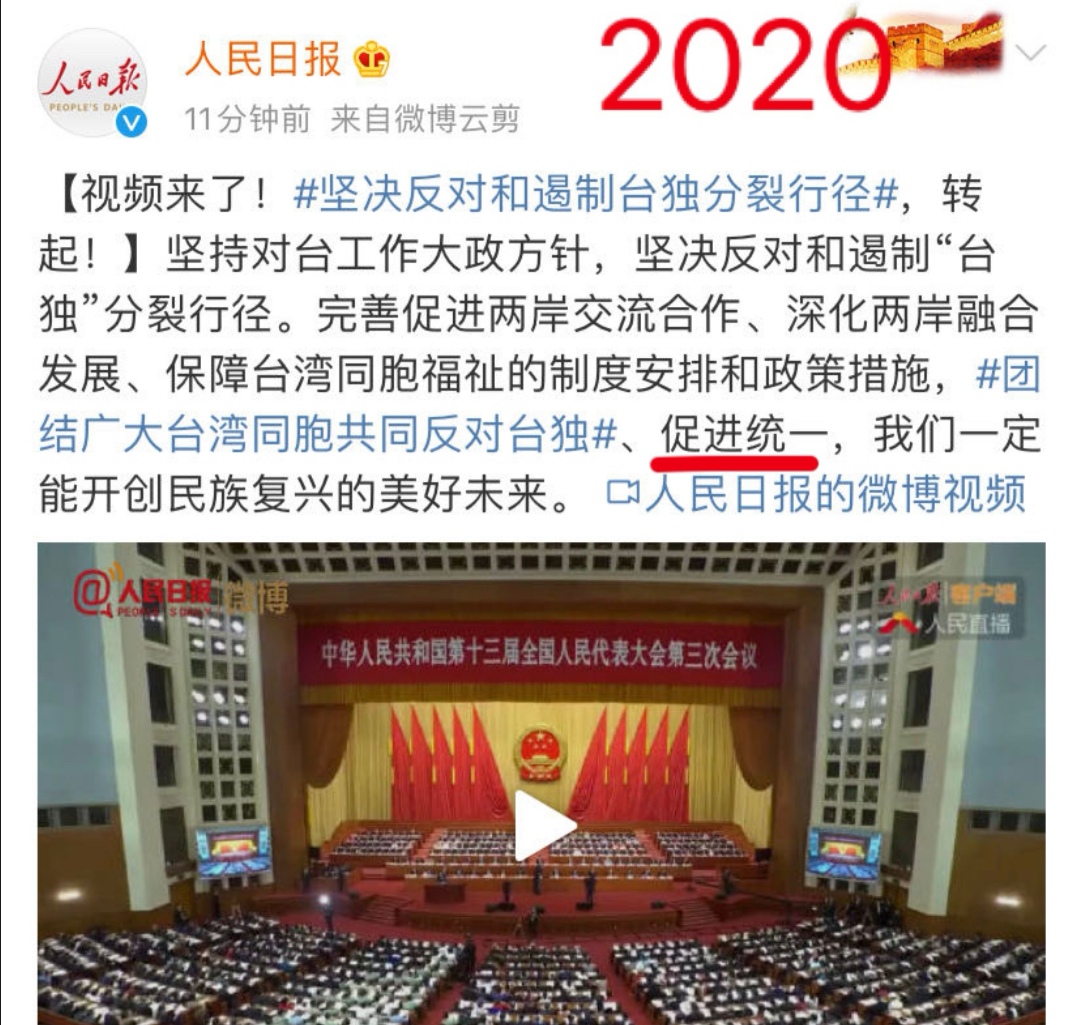 人民日报
2020
人民日報
PEOPLE'S DA
11分钟前 来自微博云剪
【视频来了！#坚决反对和遏制台独分裂行径#，转
起！】坚持对台工作大政方针，坚决反对和遏制“台
独”分裂行径。完善促进两岸交流合作、深化两岸融合
发展、保障台湾同胞福祉的制度安排和政策措施，#团
结广大台湾同胞共同反对台独#、促进统一，我们一定
能开创民族复兴的美好未来。人民日报的微博视频
@人民日报 微博
PEOPLE'S DAILY
人民日报 客户端
人民直播
中华人民共和国第十三届全国人民代表大会第三次会议